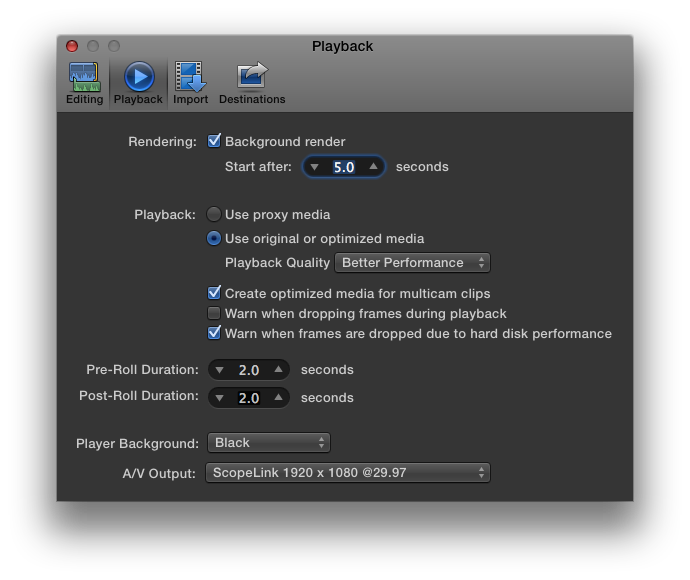 Playback
Editing Playback Import Destinations
Rendering: Background render
Start after: 5.0 seconds
Playback: Use proxy media
Use original or optimized media
Playback Quality Better Performance
Create optimized media for multicam clips
Warn when dropping frames during playback
Warn when frames are dropped due to hard disk performance
Pre-Roll Duration: 2.0 seconds
Post-Roll Duration: 2.0 seconds
Player Background: Black
A/V Output: ScopeLink 1920 x 1080 @29.97